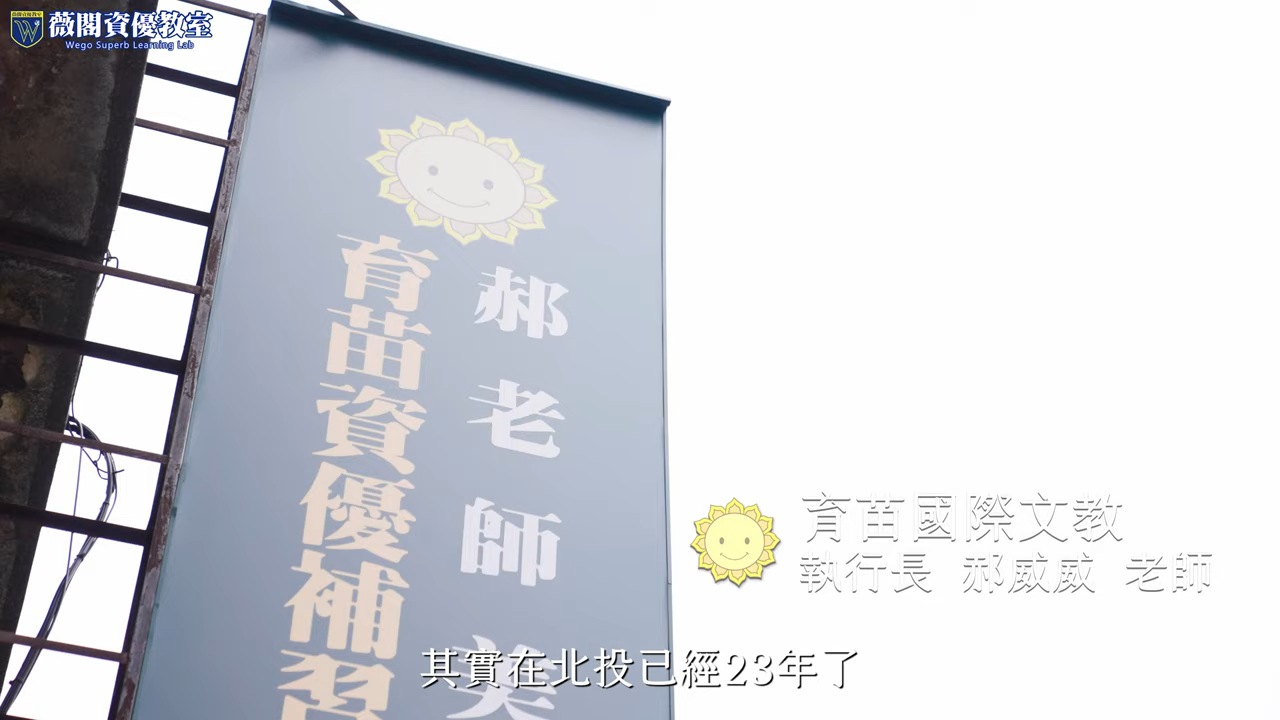 薇閣資優教室
Wego Superb Learning Lab
郝老師美
育苗資優補習
育苗國際文教
執行長 郝威威 老師
其實在北投已經23年了